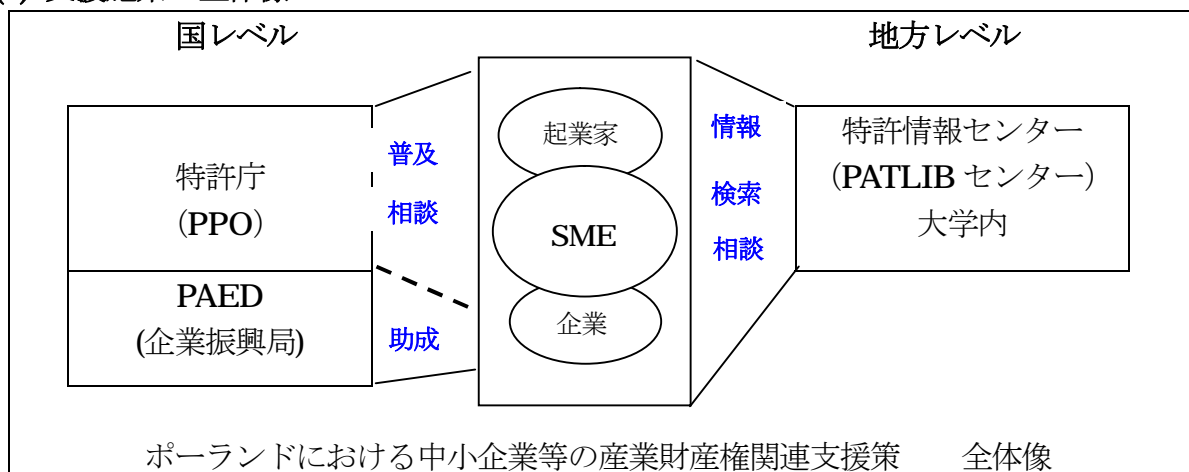 国レベル
地方レベル
特許庁
(PPO)
PAED
(企業振興局)
普及
相談
助成
起業家
SME
企業
情報
検索
相談
特許情報センター
(PATLIB センター)
大学内
ポーランドにおける中小企業等の産業財産権関連支援策　　全体像